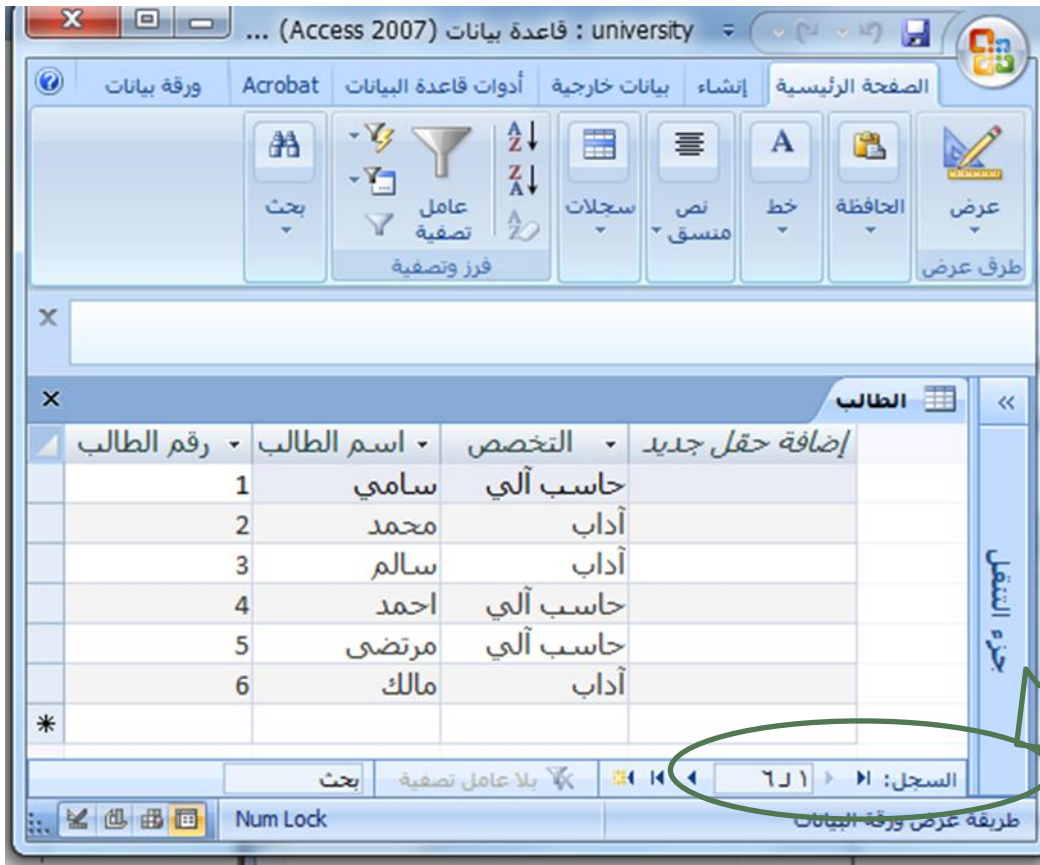 university : قاعدة بيانات (Access 2007) ...
الصفحة الرئيسية إنشاء بيانات خارجية أدوات قاعدة البيانات Acrobat ورقة بيانات
عرض الحافظة خط نص منسق سجلات عامل تصفية بحث
طرق عرض فرز وتصفية
الطالب
رقم الطالب اسم الطالب التخصص إضافة حقل جديد
1 سامي حاسب آلي
2 محمد آداب
3 سالم آداب
4 احمد حاسب آلي
5 مرتضى حاسب آلي
6 مالك آداب
جزء التنقل
السجل: ١ لـ ٦ بلا عامل تصفية بحث
طريقة عرض ورقة البيانات Num Lock